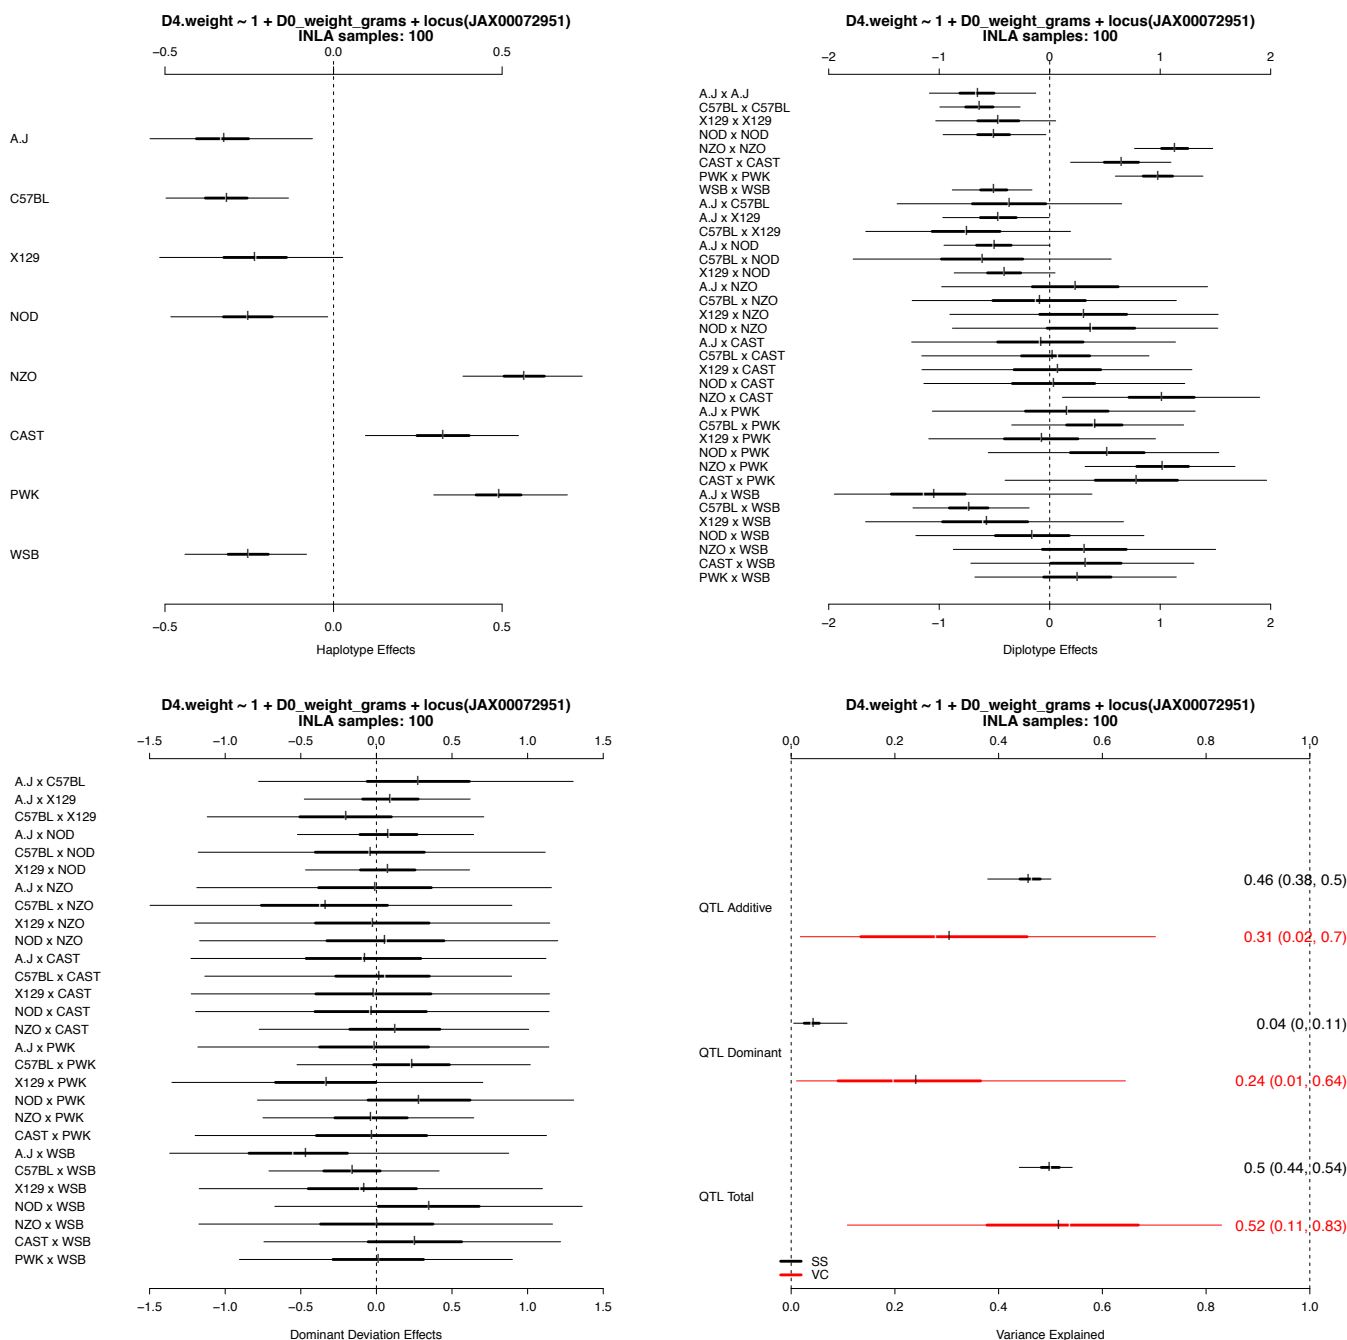 D4.weight ~ 1 + D0_weight_grams + locus(JAX00072951)
INLA samples: 100
−0.5 0.0 0.5
A.J
C57BL
X129
NOD
NZO
CAST
PWK
WSB
−0.5 0.0 0.5
Haplotype Effects
D4.weight ~ 1 + D0_weight_grams + locus(JAX00072951)
INLA samples: 100
−2 −1 0 1 2
A.J x A.J
C57BL x C57BL
X129 x X129
NOD x NOD
NZO x NZO
CAST x CAST
PWK x PWK
WSB x WSB
A.J x C57BL
A.J x X129
C57BL x X129
A.J x NOD
C57BL x NOD
X129 x NOD
A.J x NZO
C57BL x NZO
X129 x NZO
NOD x NZO
A.J x CAST
C57BL x CAST
X129 x CAST
NOD x CAST
NZO x CAST
A.J x PWK
C57BL x PWK
X129 x PWK
NOD x PWK
NZO x PWK
CAST x PWK
A.J x WSB
C57BL x WSB
X129 x WSB
NOD x WSB
NZO x WSB
CAST x WSB
PWK x WSB
−2 −1 0 1 2
Diplotype Effects
D4.weight ~ 1 + D0_weight_grams + locus(JAX00072951)
INLA samples: 100
−1.5 −1.0 −0.5 0.0 0.5 1.0 1.5
A.J x C57BL
A.J x X129
C57BL x X129
A.J x NOD
C57BL x NOD
X129 x NOD
A.J x NZO
C57BL x NZO
X129 x NZO
NOD x NZO
A.J x CAST
C57BL x CAST
X129 x CAST
NOD x CAST
NZO x CAST
A.J x PWK
C57BL x PWK
X129 x PWK
NOD x PWK
NZO x PWK
CAST x PWK
A.J x WSB
C57BL x WSB
X129 x WSB
NOD x WSB
NZO x WSB
CAST x WSB
PWK x WSB
−1.5 −1.0 −0.5 0.0 0.5 1.0 1.5
Dominant Deviation Effects
D4.weight ~ 1 + D0_weight_grams + locus(JAX00072951)
INLA samples: 100
0.0 0.2 0.4 0.6 0.8 1.0
0.46 (0.38, 0.5)
QTL Additive
0.31 (0.02, 0.7)
0.04 (0, 0.11)
QTL Dominant
0.24 (0.01, 0.64)
0.5 (0.44, 0.54)
QTL Total
0.52 (0.11, 0.83)
SS
VC
0.0 0.2 0.4 0.6 0.8 1.0
Variance Explained